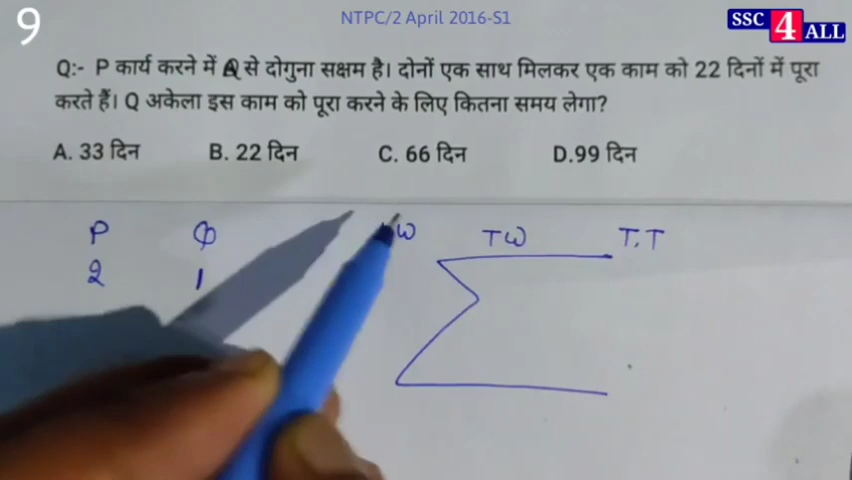 9
NTPC/2 April 2016-S1
SSC 4 ALL
Q:- P कार्य करने में Q से दोगुना सक्षम है। दोनों एक साथ मिलकर एक काम को 22 दिनों में पूरा
करते हैं। Q अकेला इस काम को पूरा करने के लिए कितना समय लेगा?
A. 33 दिन B. 22 दिन C. 66 दिन D.99 दिन
P Q W TW T.T
2 1